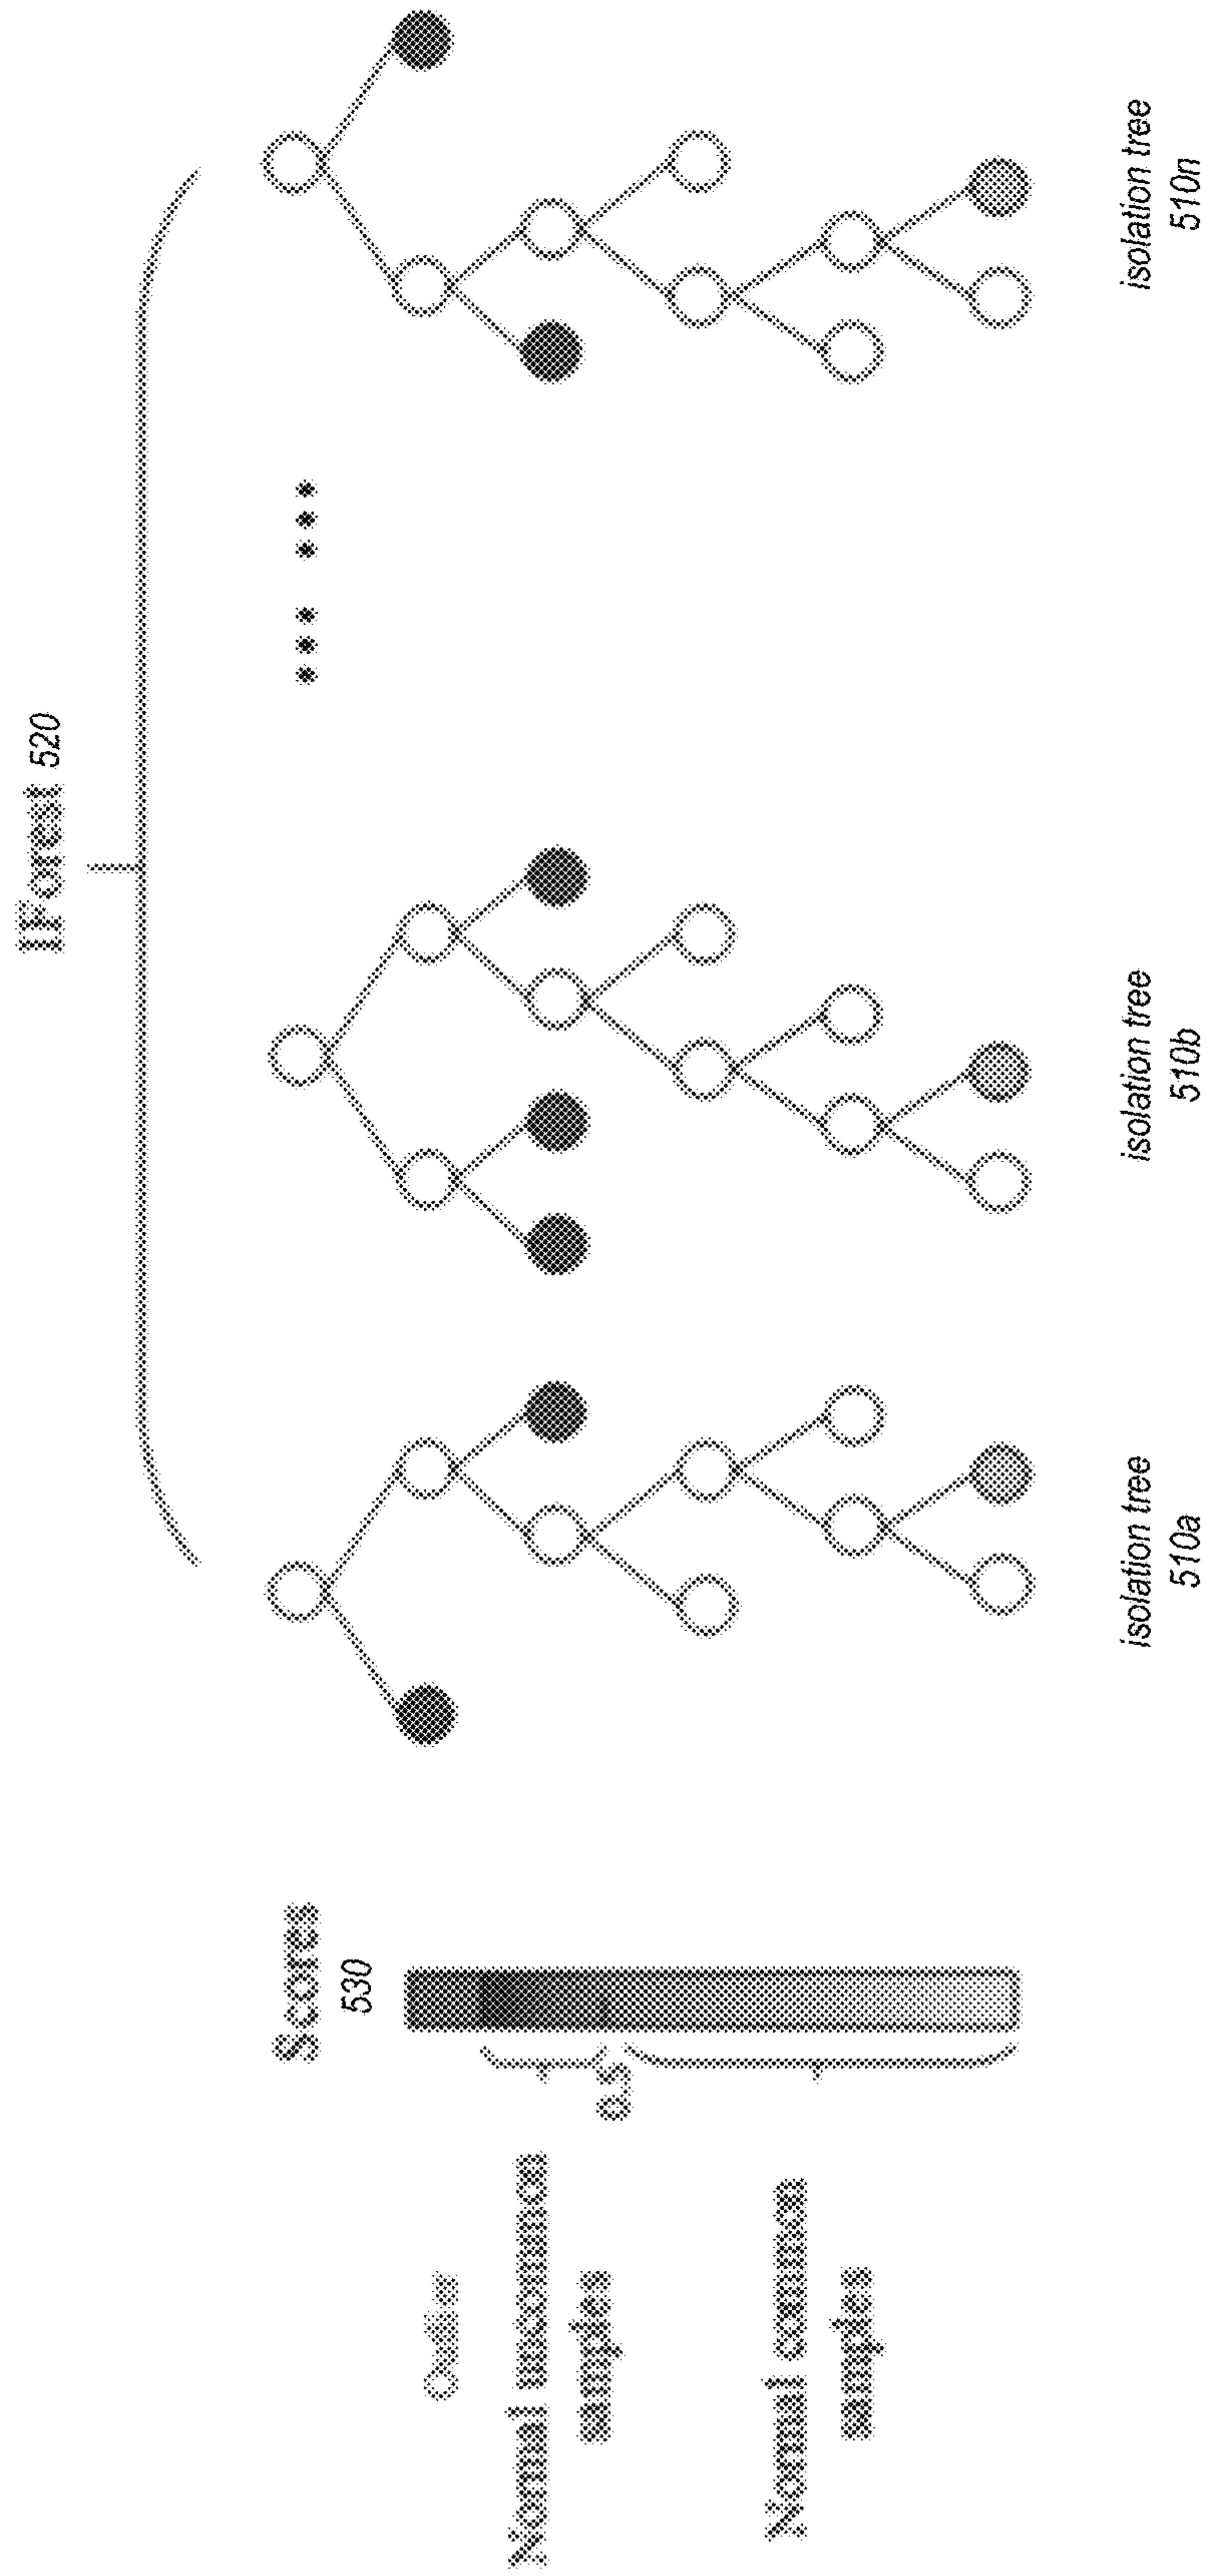 IForest 520
Scores
530
Outlier
Normal uncommon
samples
0.5
Normal common
samples
isolation tree
510a
isolation tree
510b
isolation tree
510n